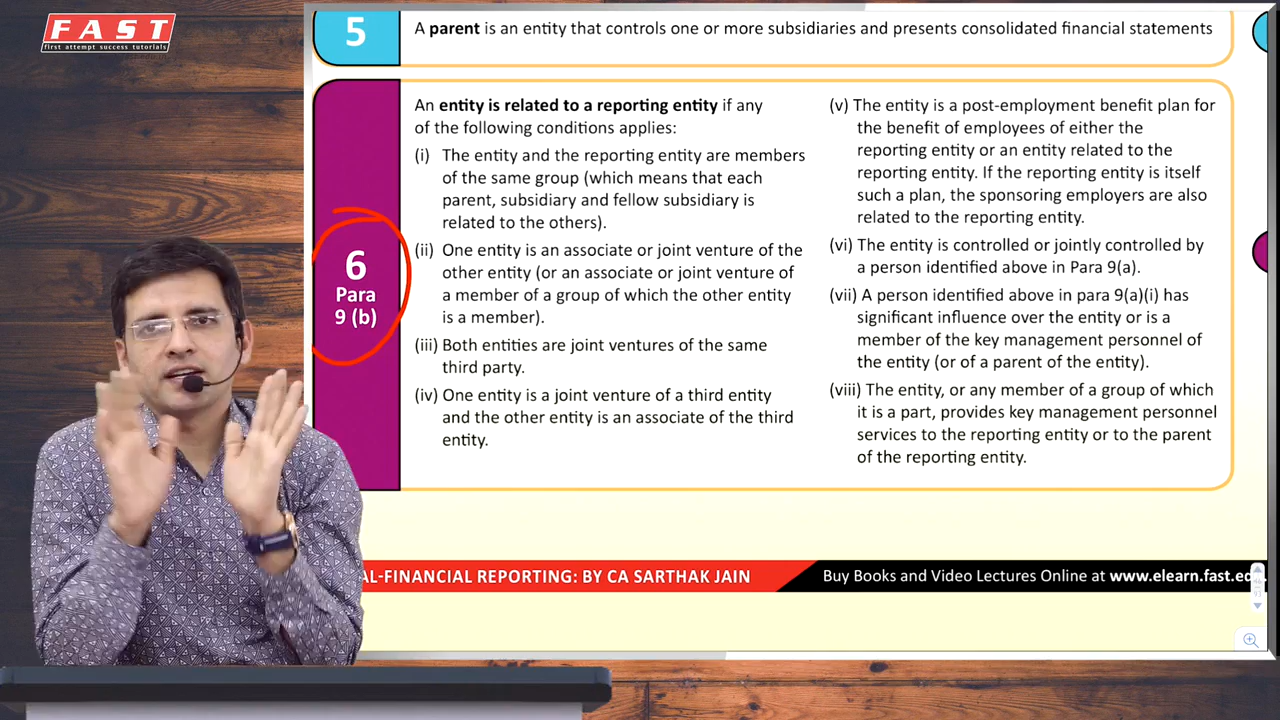 FAST
first attempt success tutorials
5
A parent is an entity that controls one or more subsidiaries and presents consolidated financial statements
6
Para
9 (b)
An entity is related to a reporting entity if any
of the following conditions applies:
(i) The entity and the reporting entity are members
of the same group (which means that each
parent, subsidiary and fellow subsidiary is
related to the others).
(ii) One entity is an associate or joint venture of the
other entity (or an associate or joint venture of
a member of a group of which the other entity
is a member).
(iii) Both entities are joint ventures of the same
third party.
(iv) One entity is a joint venture of a third entity
and the other entity is an associate of the third
entity.
(v) The entity is a post-employment benefit plan for
the benefit of employees of either the
reporting entity or an entity related to the
reporting entity. If the reporting entity is itself
such a plan, the sponsoring employers are also
related to the reporting entity.
(vi) The entity is controlled or jointly controlled by
a person identified above in Para 9(a).
(vii) A person identified above in para 9(a)(i) has
significant influence over the entity or is a
member of the key management personnel of
the entity (or of a parent of the entity).
(viii) The entity, or any member of a group of which
it is a part, provides key management personnel
services to the reporting entity or to the parent
of the reporting entity.
AL-FINANCIAL REPORTING: BY CA SARTHAK JAIN
Buy Books and Video Lectures Online at www.elearn.fast.ed